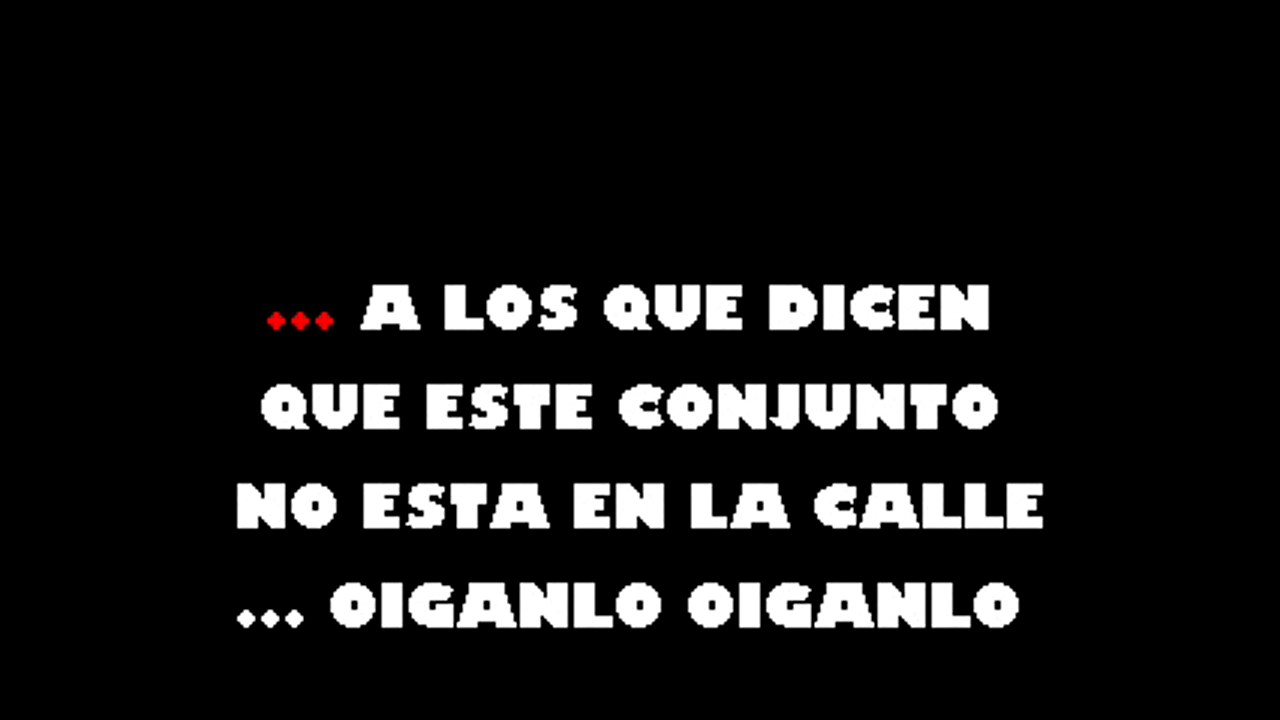 ... A LOS QUE DICEN
QUE ESTE CONJUNTO
NO ESTA EN LA CALLE
... OIGANLO OIGANLO